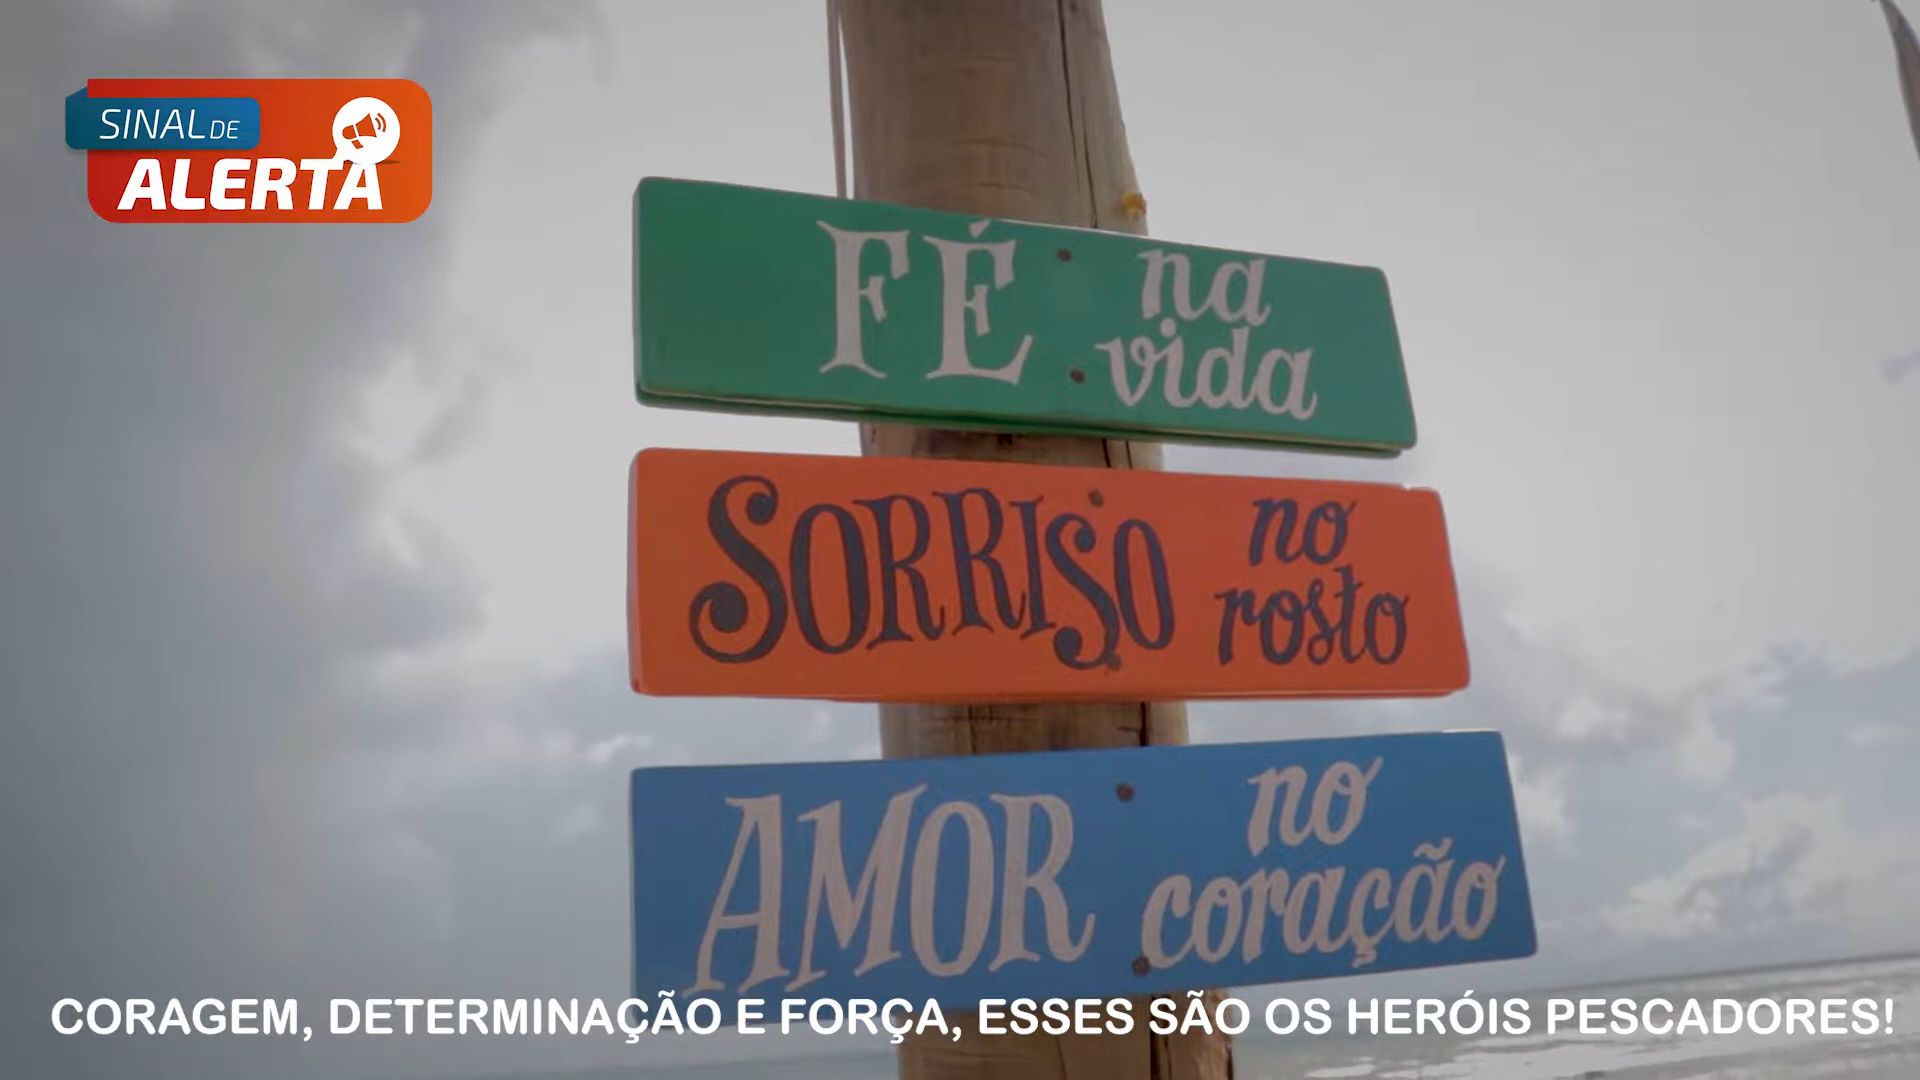 SINAL DE
ALERTA
FÉ na
vida
SORRISO no
rosto
AMOR no
coração
CORAGEM, DETERMINAÇÃO E FORÇA, ESSES SÃO OS HERÓIS PESCADORES!